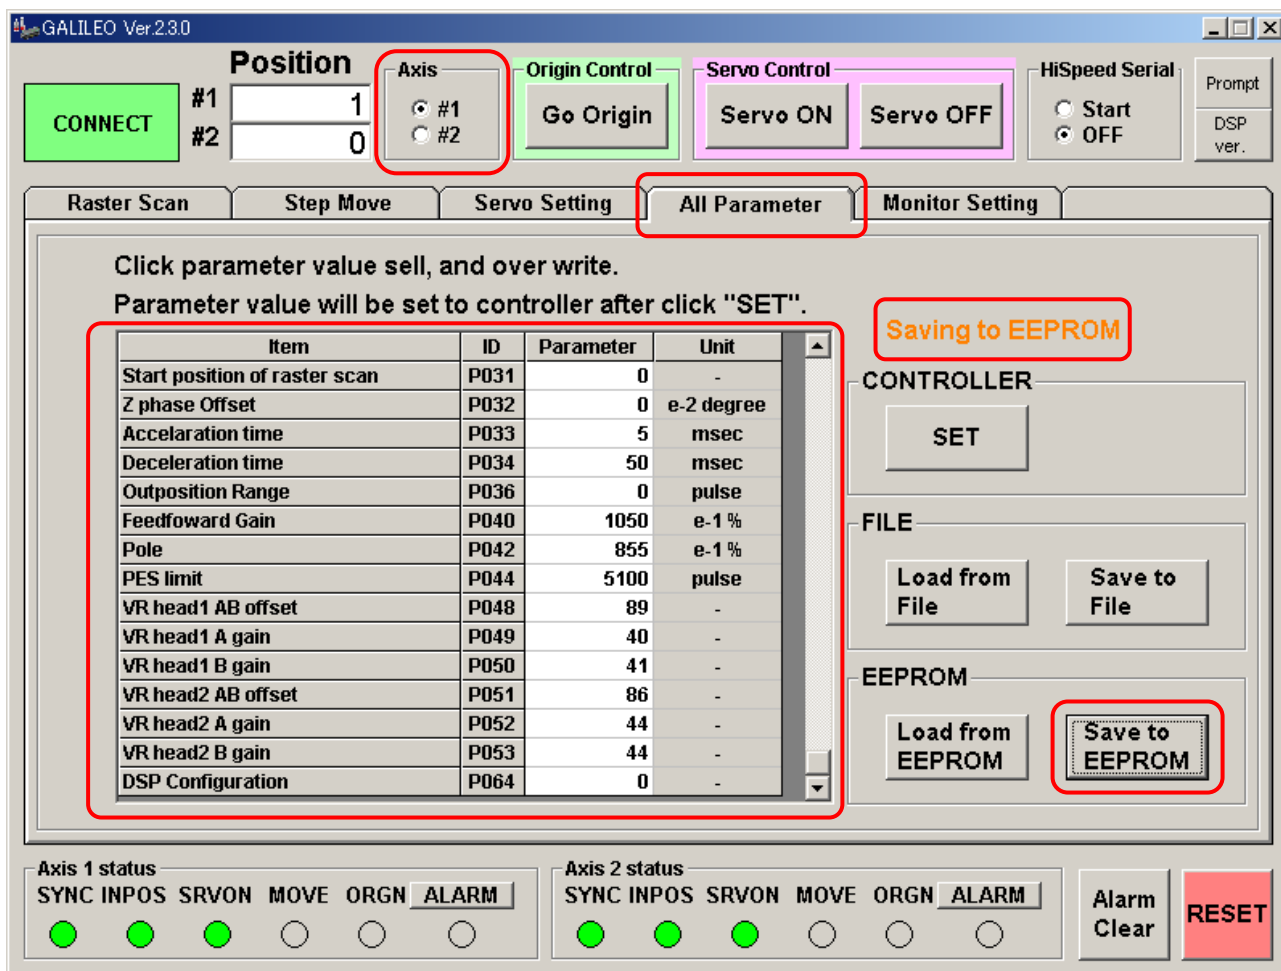 GALILEO Ver.2.3.0
CONNECT
Position
#1 1
#2 0
Axis
#1
#2
Origin Control
Go Origin
Servo Control
Servo ON Servo OFF
HiSpeed Serial
Start
OFF
Prompt
DSP
ver.
Raster Scan Step Move Servo Setting All Parameter Monitor Setting
Click parameter value sell, and over write.
Parameter value will be set to controller after click "SET".
Item ID Parameter Unit
Start position of raster scan P031 0 -
Z phase Offset P032 0 e-2 degree
Accelaration time P033 5 msec
Deceleration time P034 50 msec
Outposition Range P036 0 pulse
Feedfoward Gain P040 1050 e-1 %
Pole P042 855 e-1 %
PES limit P044 5100 pulse
VR head1 AB offset P048 89 -
VR head1 A gain P049 40 -
VR head1 B gain P050 41 -
VR head2 AB offset P051 86 -
VR head2 A gain P052 44 -
VR head2 B gain P053 44 -
DSP Configuration P064 0 -
Saving to EEPROM
CONTROLLER
SET
FILE
Load from
File
Save to
File
EEPROM
Load from
EEPROM
Save to
EEPROM
Axis 1 status
SYNC INPOS SRVON MOVE ORGN ALARM
Axis 2 status
SYNC INPOS SRVON MOVE ORGN ALARM
Alarm
Clear
RESET